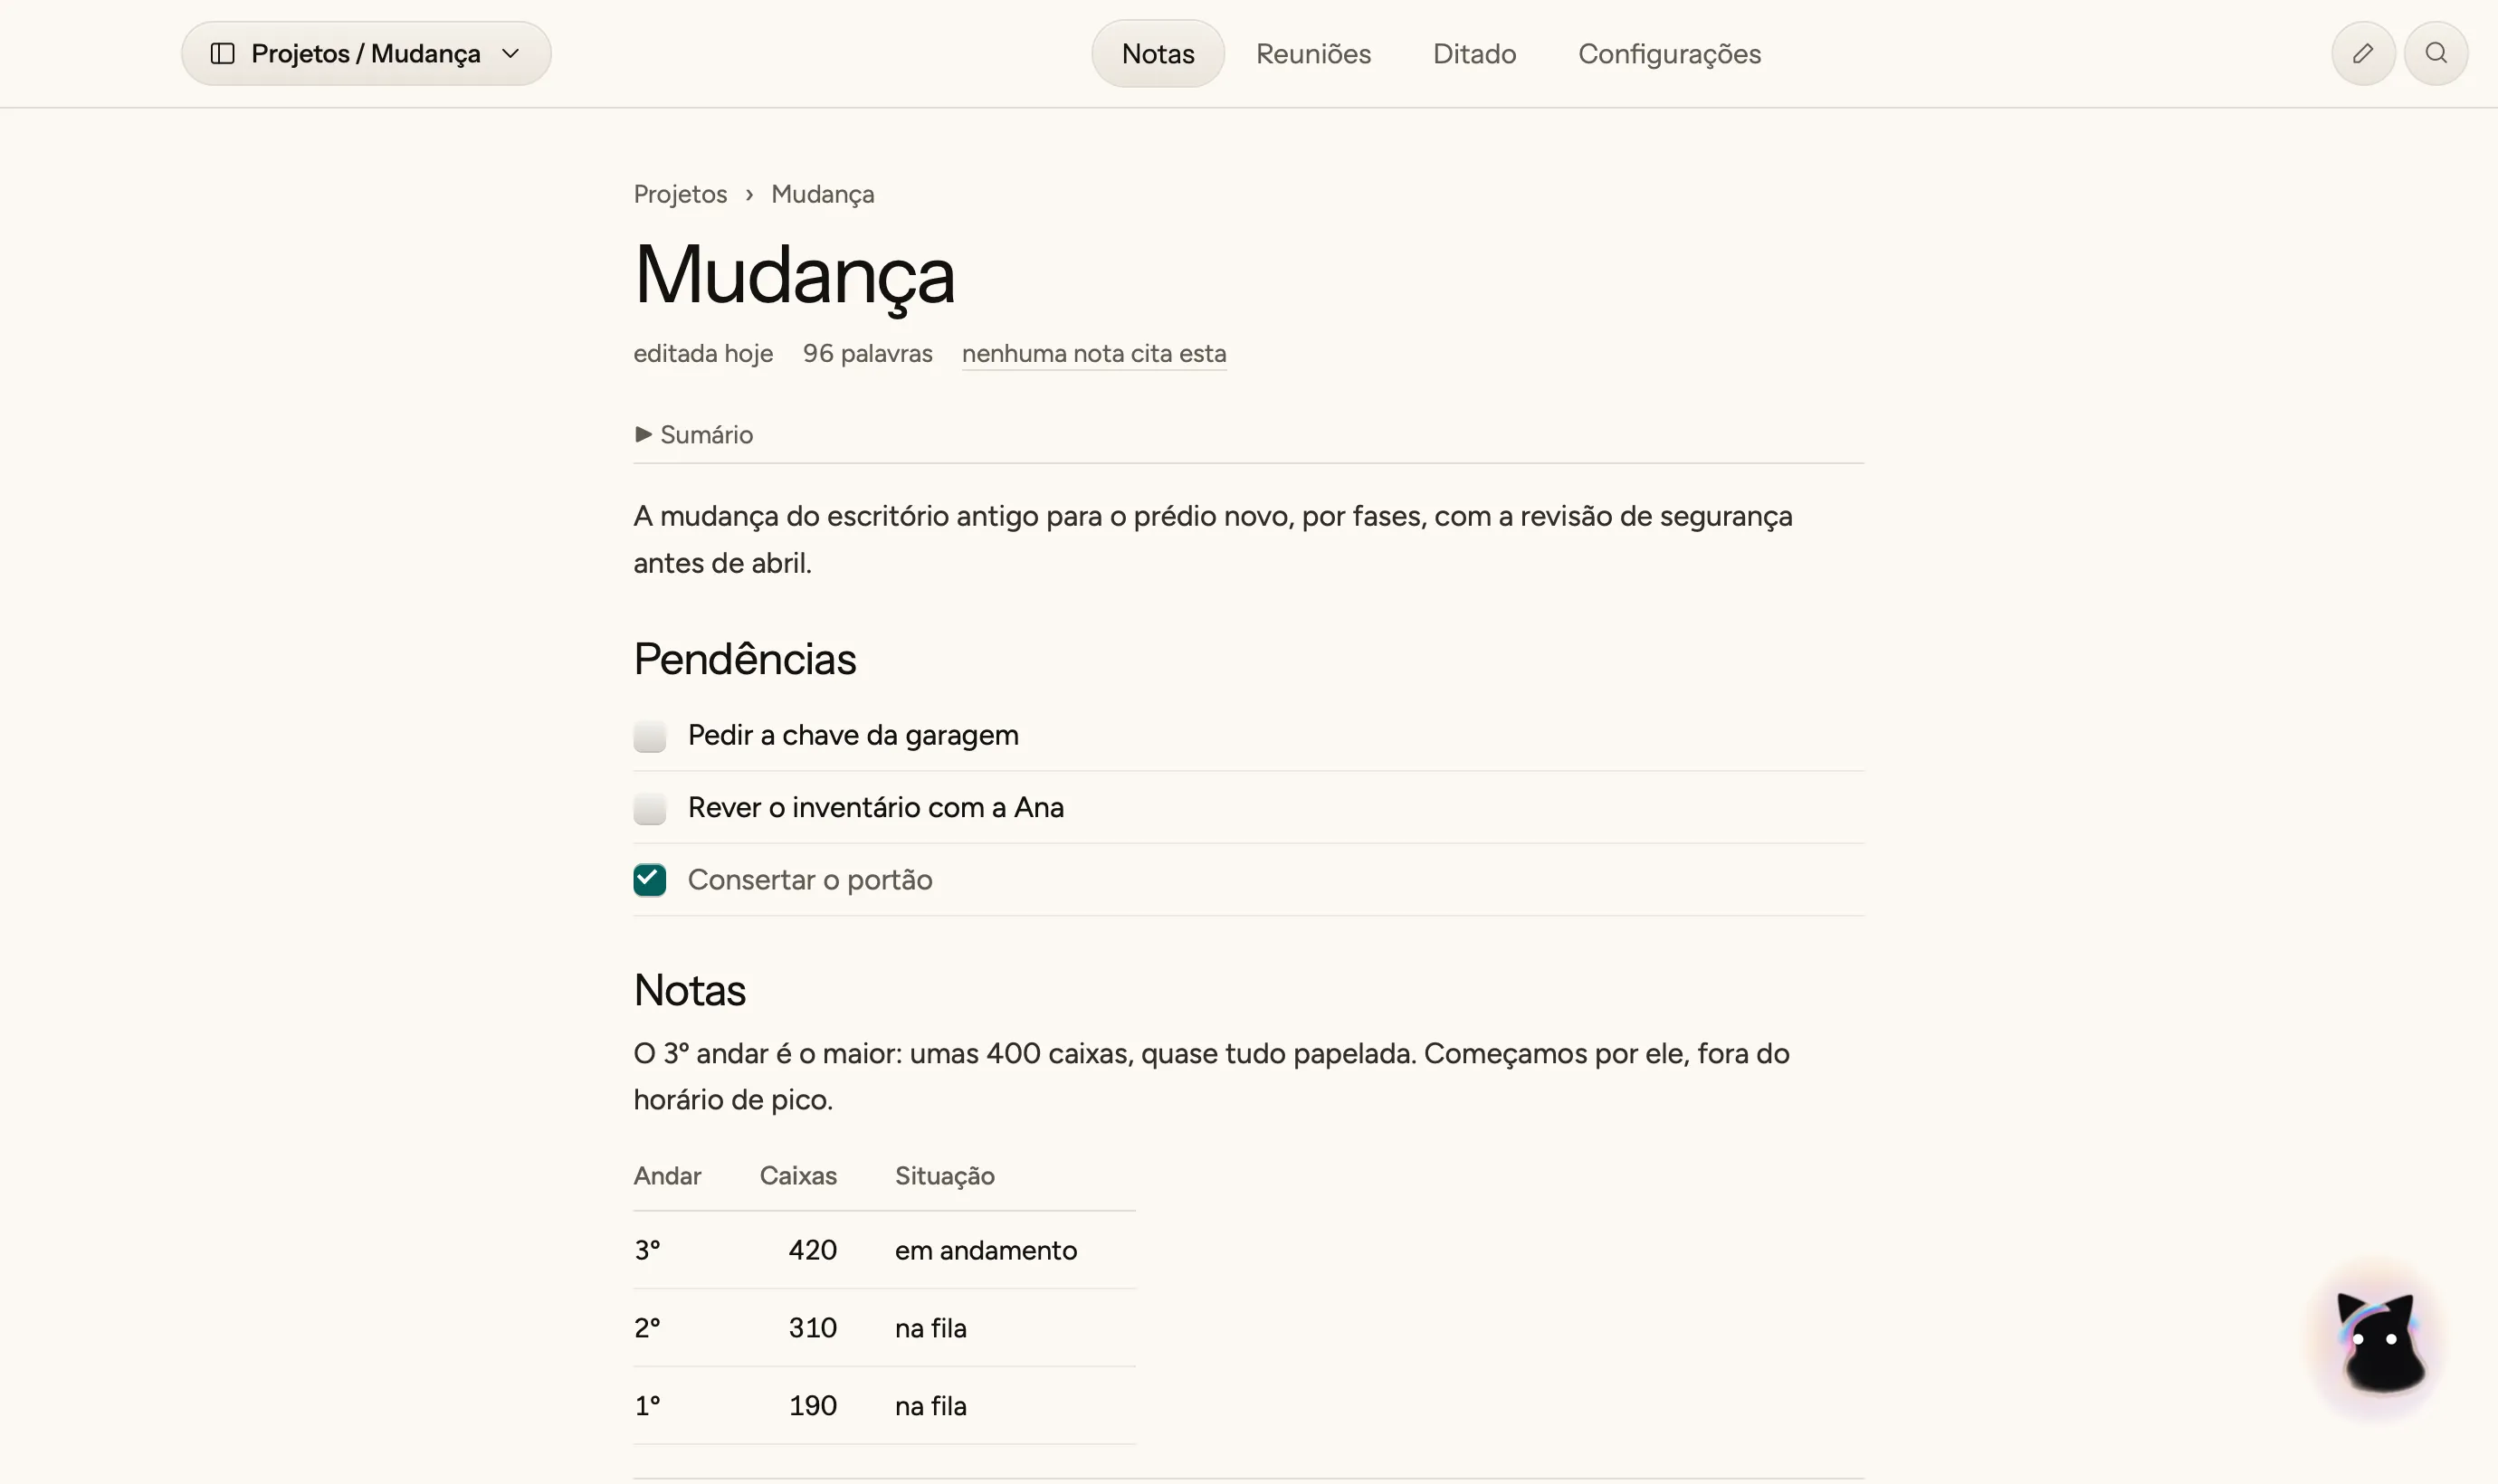 Projetos / Mudança
Notas
Reuniões
Ditado
Configurações
Projetos › Mudança
Mudança
editada hoje 96 palavras nenhuma nota cita esta
Sumário
A mudança do escritório antigo para o prédio novo, por fases, com a revisão de segurança
antes de abril.
Pendências
Pedir a chave da garagem
Rever o inventário com a Ana
Consertar o portão
Notas
O 3º andar é o maior: umas 400 caixas, quase tudo papelada. Começamos por ele, fora do
horário de pico.
Andar Caixas Situação
3º 420 em andamento
2º 310 na fila
1º 190 na fila